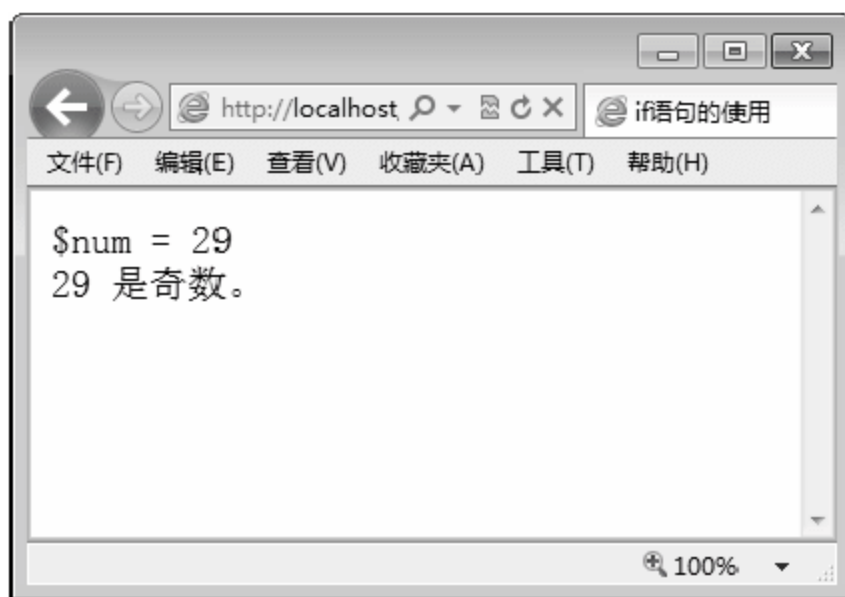 http://localhost, if语句的使用
文件(F) 编辑(E) 查看(V) 收藏夹(A) 工具(T) 帮助(H)
$num = 29
29 是奇数。
100%